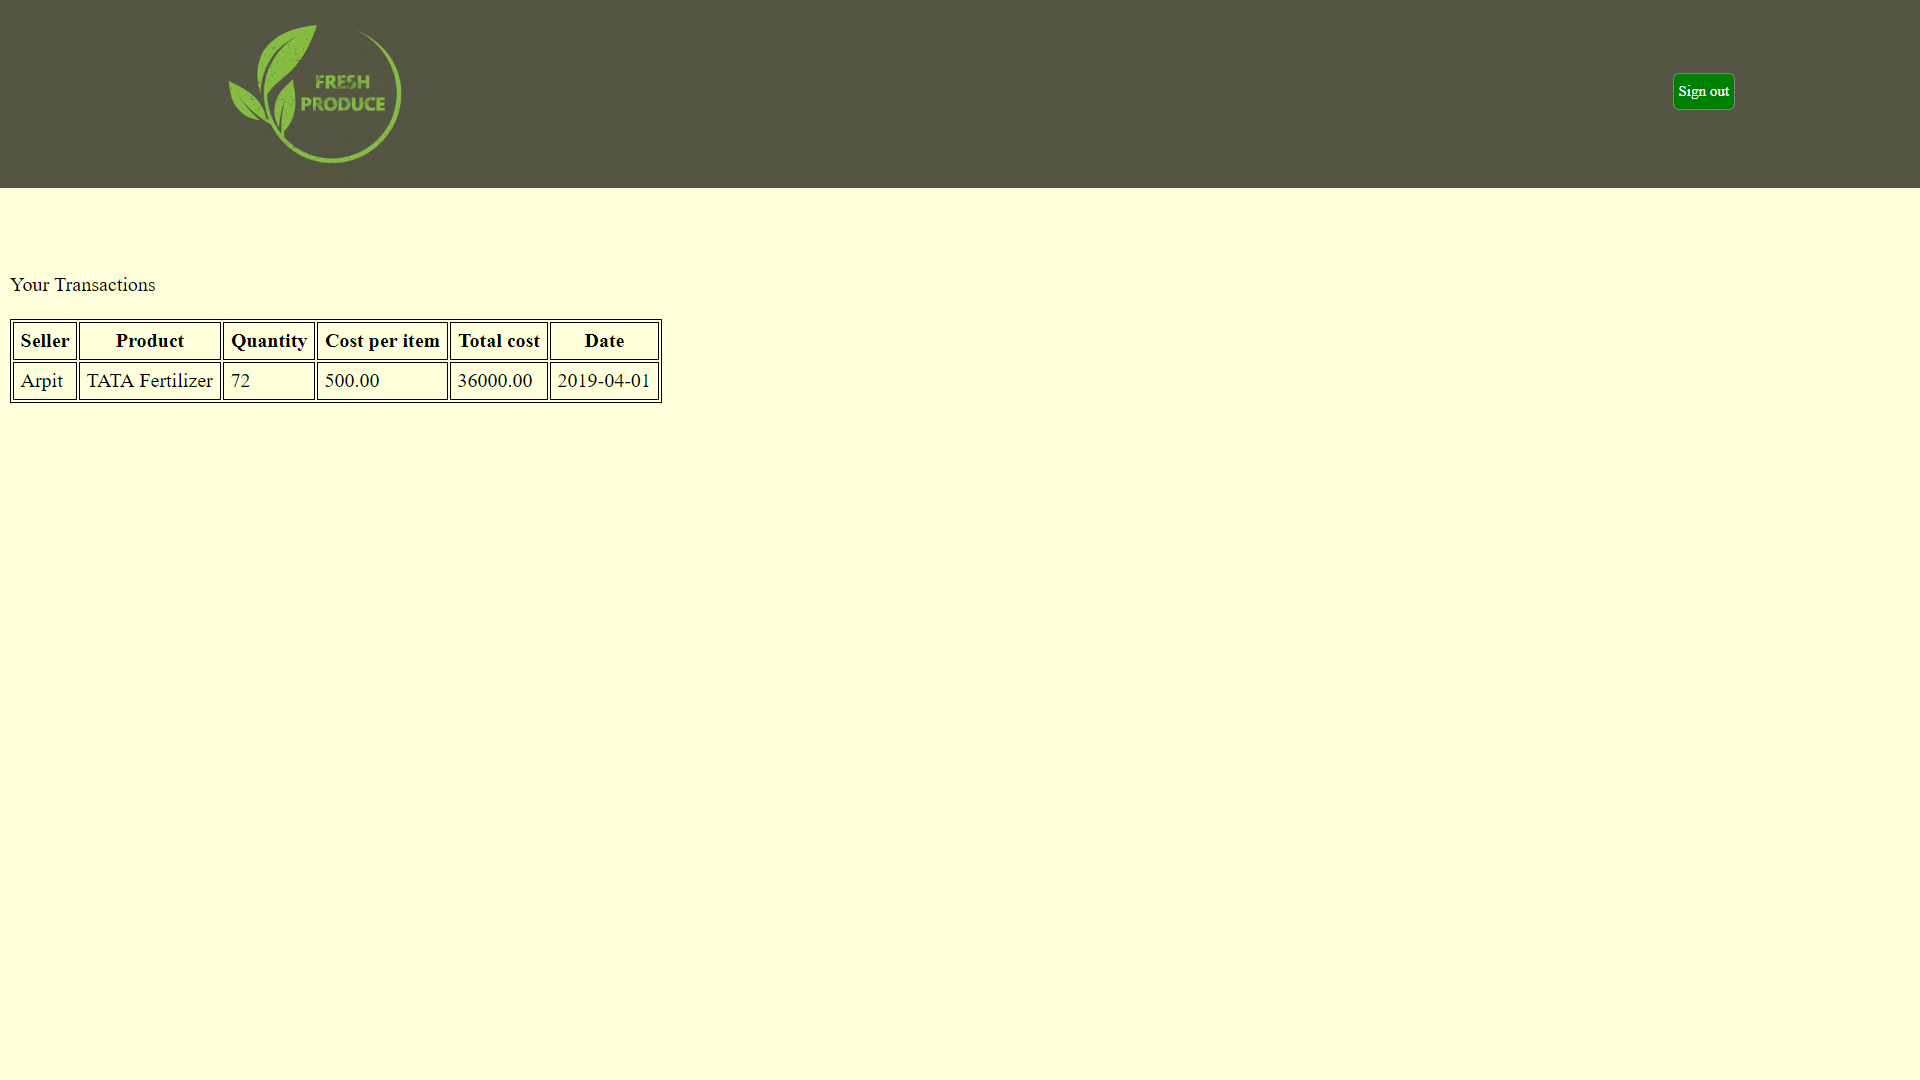 FRESH
PRODUCE
Sign out
Your Transactions
Seller Product Quantity Cost per item Total cost Date
Arpit TATA Fertilizer 72 500.00 36000.00 2019-04-01